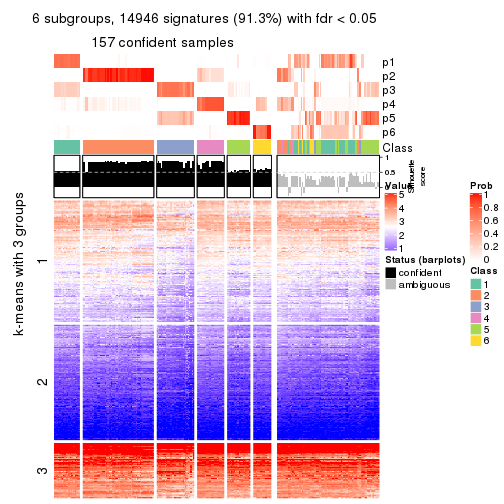 6 subgroups, 14946 signatures (91.3%) with fdr < 0.05
157 confident samples
p1
p2
p3
p4
p5
p6
Class
1
0.5
0
Silhouette
score
k-means with 3 groups
1
2
3
Value
5
4
3
2
1
Status (barplots)
confident
ambiguous
Prob
1
0.8
0.6
0.4
0.2
0
Class
1
2
3
4
5
6